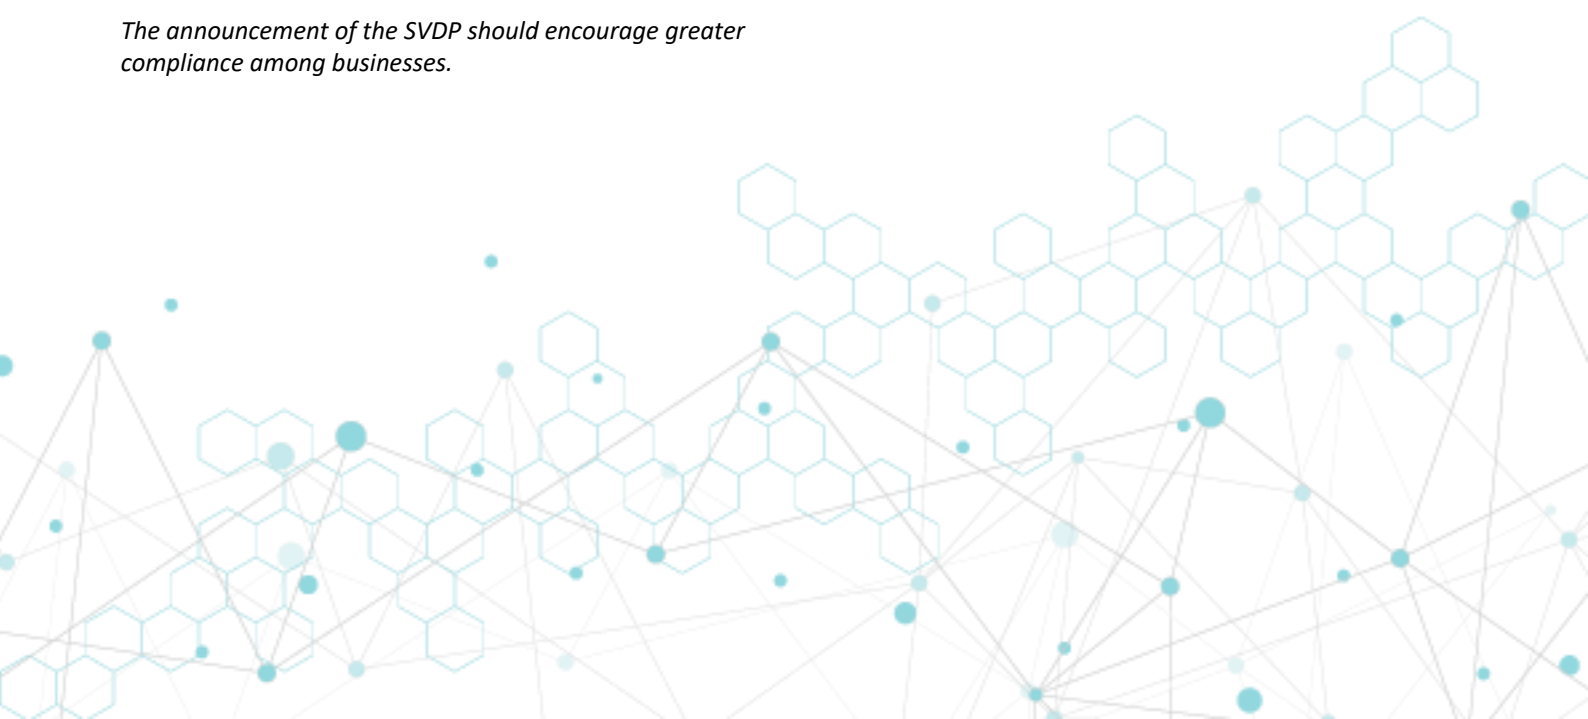 The announcement of the SVDP should encourage greater
compliance among businesses.